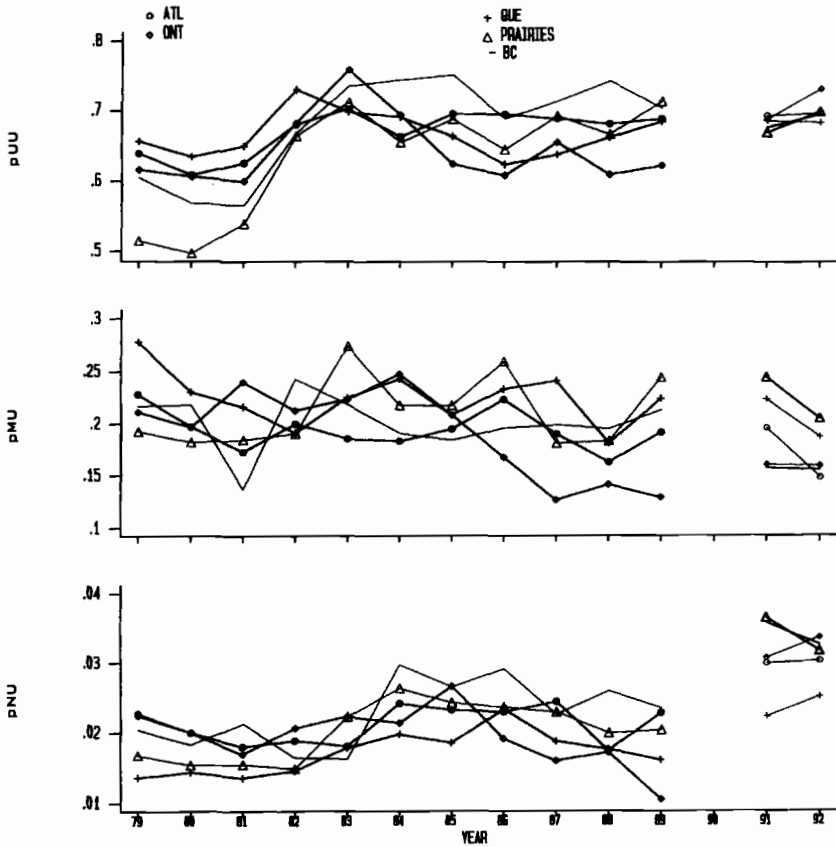 ATL
ONT
QUE
PRAIRIES
BC
pUU
.8
.7
.6
.5
pMU
.3
.25
.2
.15
.1
pNU
.04
.03
.02
.01
79 80 81 82 83 84 85 86 87 88 89 90 91 92
YEAR